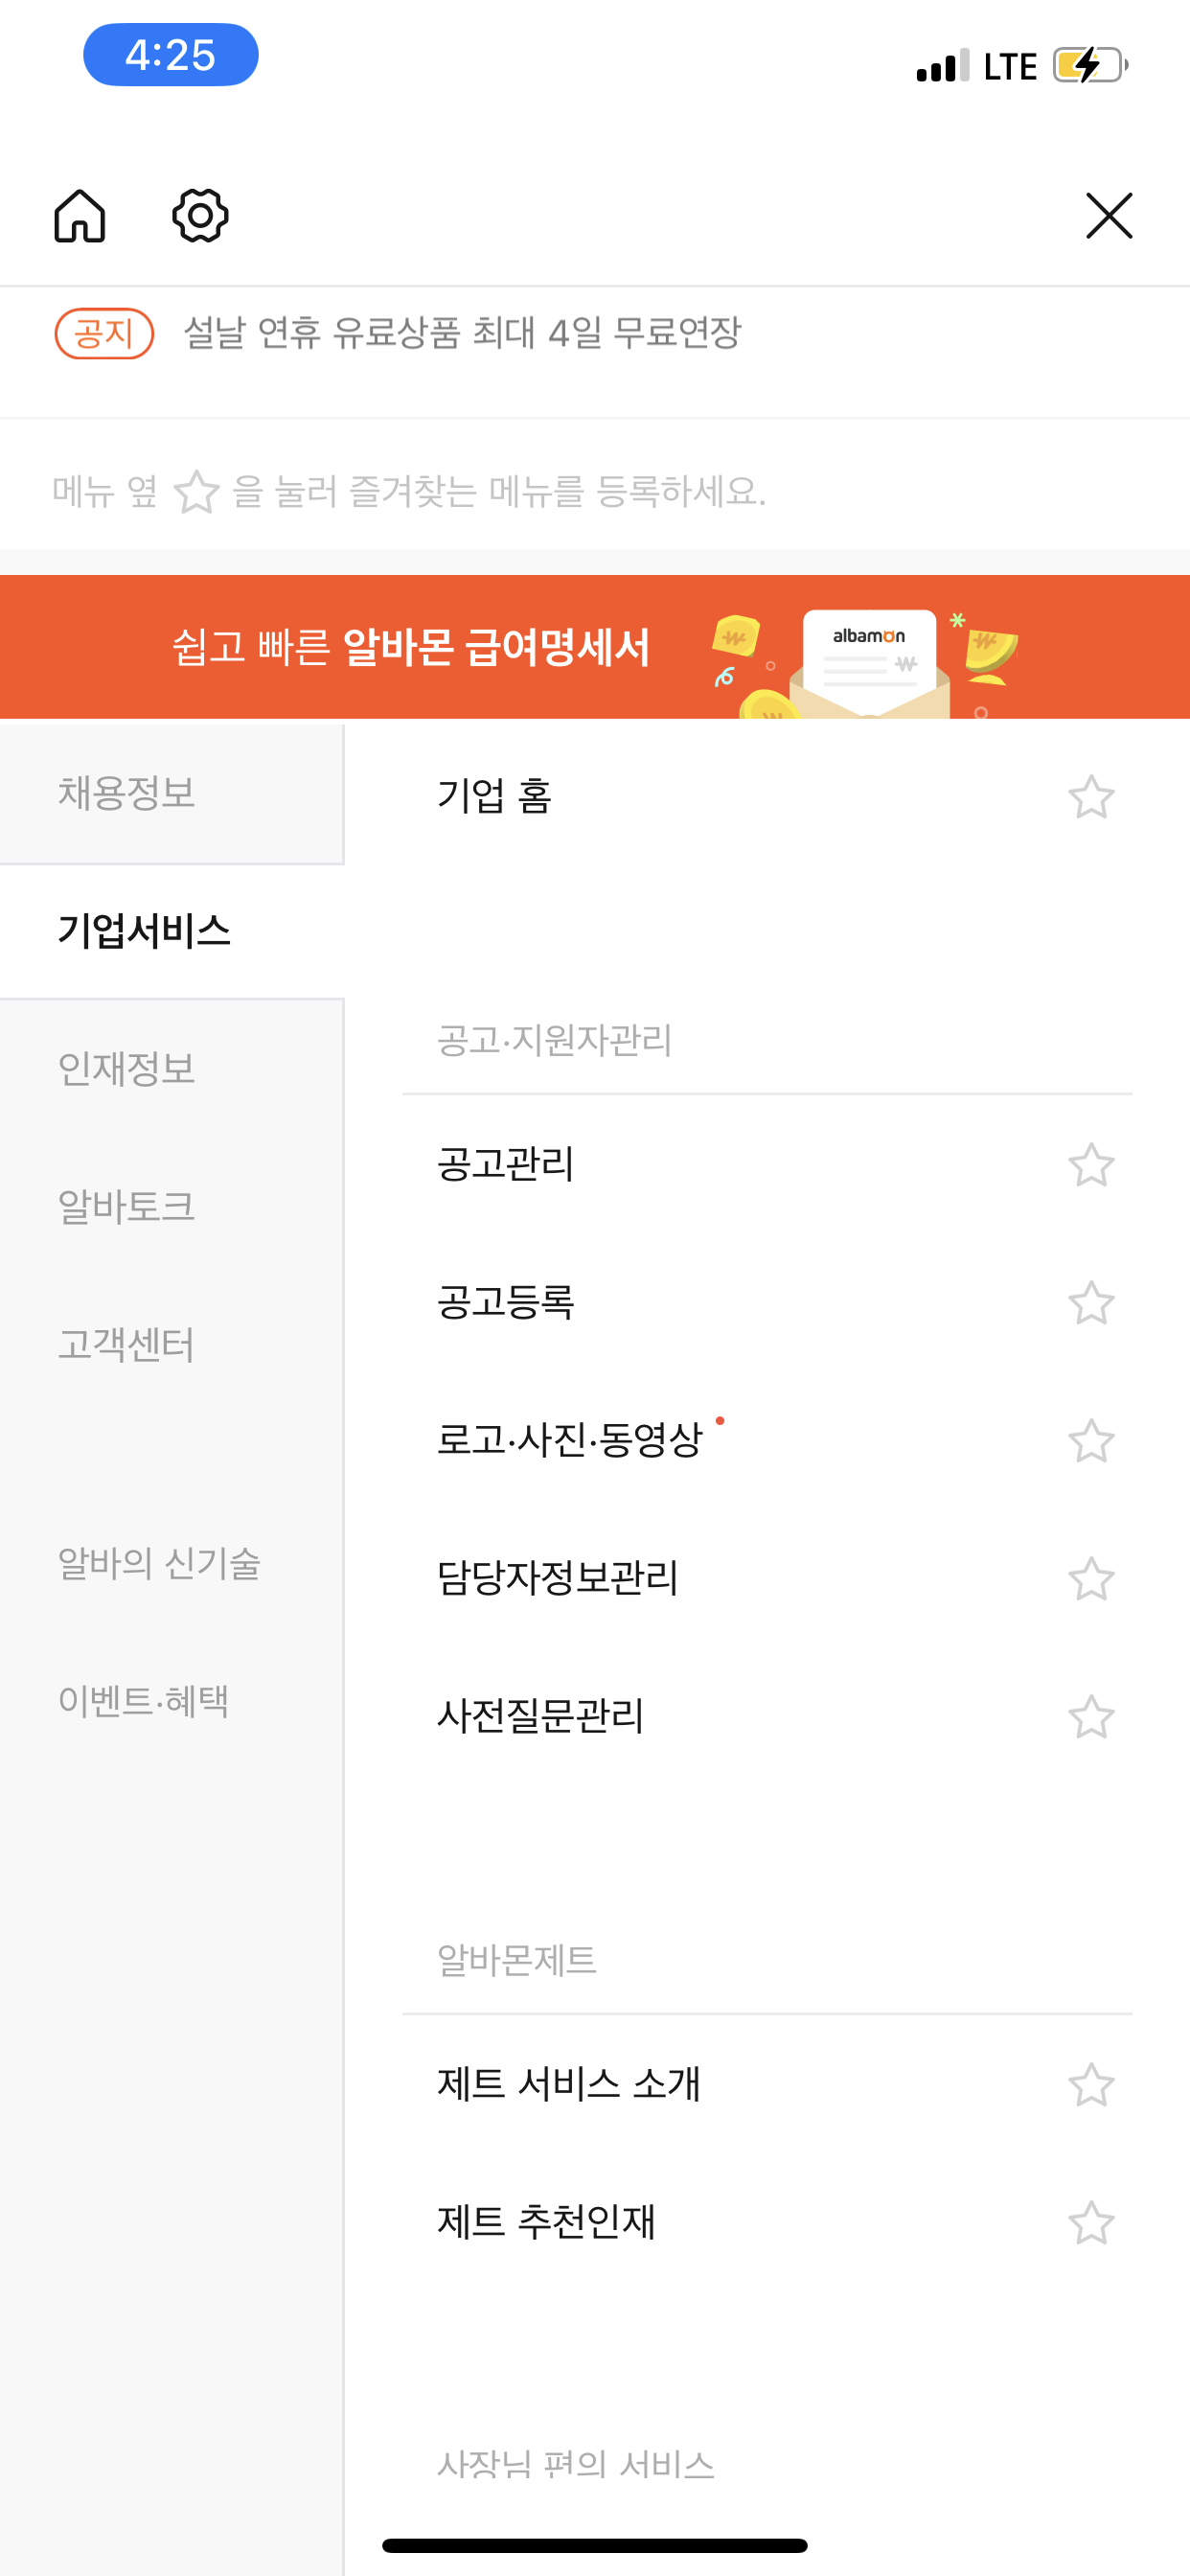 4:25
LTE
공지 설날 연휴 유료상품 최대 4일 무료연장
메뉴 옆 을 눌러 즐겨찾는 메뉴를 등록하세요.
쉽고 빠른 알바몬 급여명세서
albamon
채용정보
기업서비스
인재정보
알바토크
고객센터
알바의 신기술
이벤트·혜택
기업 홈
공고·지원자관리
공고관리
공고등록
로고·사진·동영상
담당자정보관리
사전질문관리
알바몬제트
제트 서비스 소개
제트 추천인재
사장님 편의 서비스